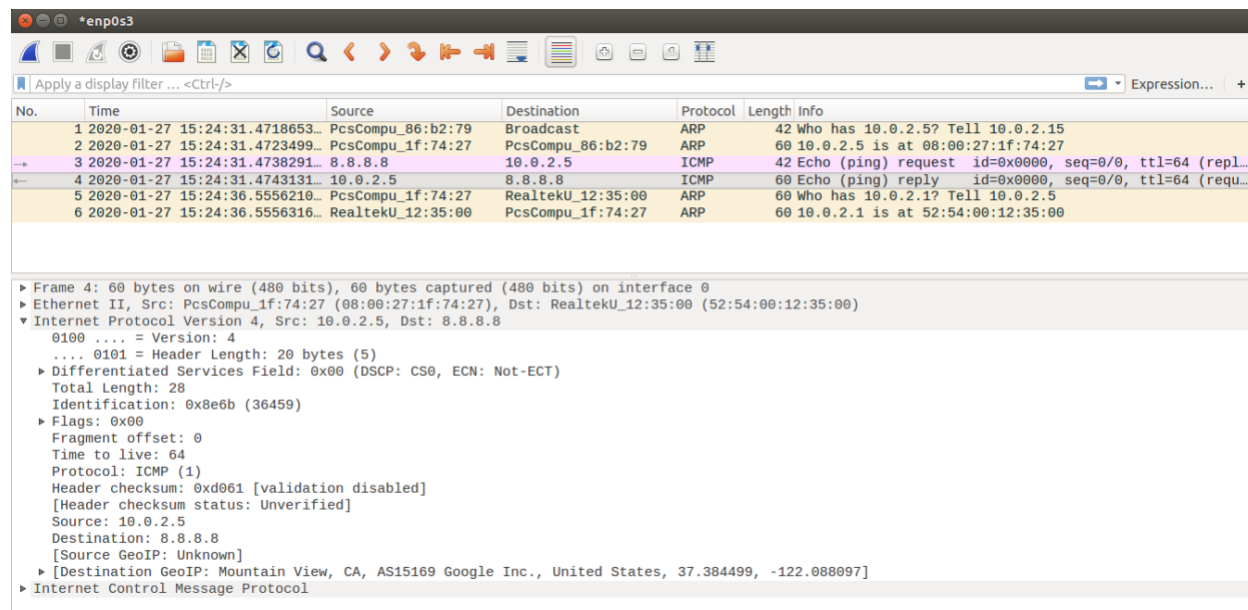 *enp0s3
Apply a display filter … <Ctrl-/>
Expression… +
No. Time Source Destination Protocol Length Info
1 2020-01-27 15:24:31.4718653… PcsCompu_86:b2:79 Broadcast ARP 42 Who has 10.0.2.5? Tell 10.0.2.15
2 2020-01-27 15:24:31.4723499… PcsCompu_1f:74:27 PcsCompu_86:b2:79 ARP 60 10.0.2.5 is at 08:00:27:1f:74:27
3 2020-01-27 15:24:31.4738291… 8.8.8.8 10.0.2.5 ICMP 42 Echo (ping) request id=0x0000, seq=0/0, ttl=64 (repl…
4 2020-01-27 15:24:31.4743131… 10.0.2.5 8.8.8.8 ICMP 60 Echo (ping) reply id=0x0000, seq=0/0, ttl=64 (requ…
5 2020-01-27 15:24:36.5556210… PcsCompu_1f:74:27 RealtekU_12:35:00 ARP 60 Who has 10.0.2.1? Tell 10.0.2.5
6 2020-01-27 15:24:36.5556316… RealtekU_12:35:00 PcsCompu_1f:74:27 ARP 60 10.0.2.1 is at 52:54:00:12:35:00
Frame 4: 60 bytes on wire (480 bits), 60 bytes captured (480 bits) on interface 0
Ethernet II, Src: PcsCompu_1f:74:27 (08:00:27:1f:74:27), Dst: RealtekU_12:35:00 (52:54:00:12:35:00)
Internet Protocol Version 4, Src: 10.0.2.5, Dst: 8.8.8.8
0100 .... = Version: 4
.... 0101 = Header Length: 20 bytes (5)
Differentiated Services Field: 0x00 (DSCP: CS0, ECN: Not-ECT)
Total Length: 28
Identification: 0x8e6b (36459)
Flags: 0x00
Fragment offset: 0
Time to live: 64
Protocol: ICMP (1)
Header checksum: 0xd061 [validation disabled]
[Header checksum status: Unverified]
Source: 10.0.2.5
Destination: 8.8.8.8
[Source GeoIP: Unknown]
[Destination GeoIP: Mountain View, CA, AS15169 Google Inc., United States, 37.384499, -122.088097]
Internet Control Message Protocol